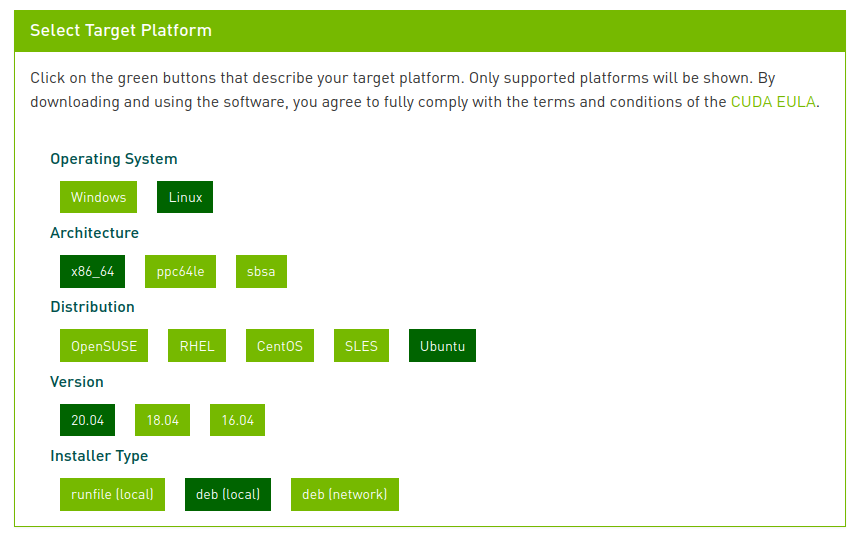 Select Target Platform
Click on the green buttons that describe your target platform. Only supported platforms will be shown. By
downloading and using the software, you agree to fully comply with the terms and conditions of the CUDA EULA.
Operating System
Windows Linux
Architecture
x86_64 ppc64le sbsa
Distribution
OpenSUSE RHEL CentOS SLES Ubuntu
Version
20.04 18.04 16.04
Installer Type
runfile (local) deb (local) deb (network)